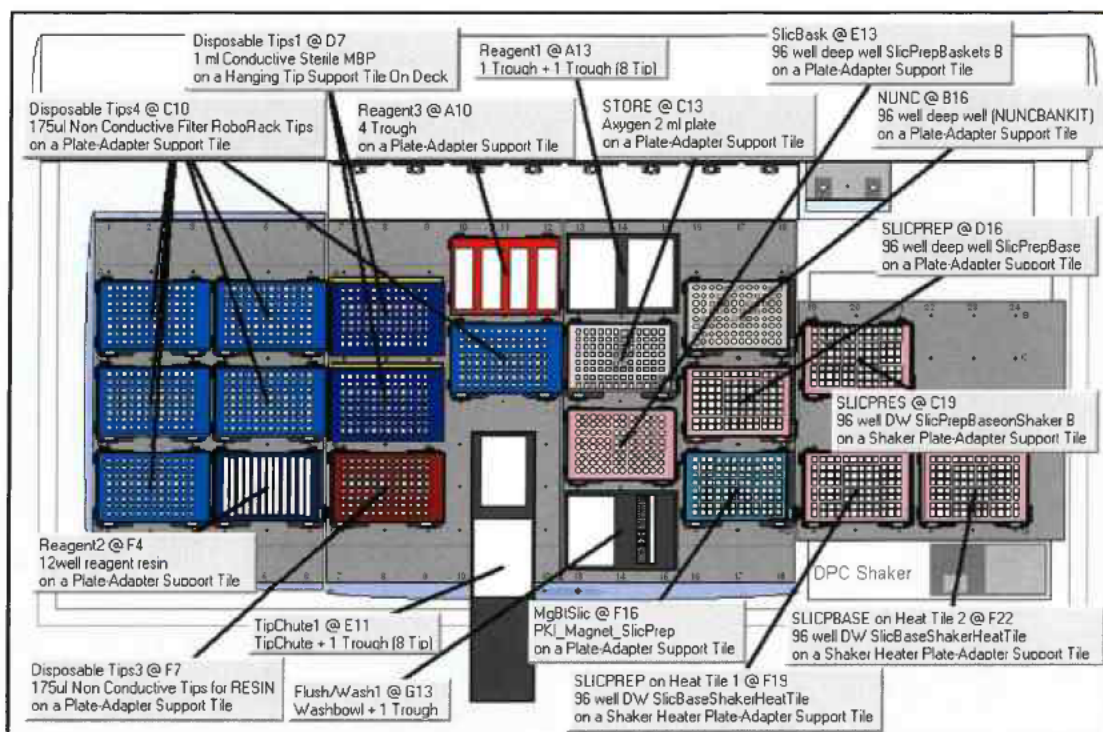 Disposable Tips1 @ D7
1 ml Conductive Sterile MBP
on a Hanging Tip Support Tile On Deck
Reagent1 @ A13
1 Trough + 1 Trough (8 Tip)
SlicBask @ E13
96 well deep well SlicPrepBaskets B
on a Plate-Adapter Support Tile
Disposable Tips4 @ C10
175ul Non Conductive Filter RoboRack Tips
on a Plate-Adapter Support Tile
Reagent3 @ A10
4 Trough
on a Plate-Adapter Support Tile
STORE @ C13
Axygen 2 ml plate
on a Plate-Adapter Support Tile
NUNC @ B16
96 well deep well (NUNCBANKIT)
on a Plate-Adapter Support Tile
SLICPREP @ D16
96 well deep well SlicPrepBase
on a Plate-Adapter Support Tile
SLICPRES @ C19
96 well DW SlicPrepBaseonShaker B
on a Shaker Plate-Adapter Support Tile
Reagent2 @ F4
12well reagent resin
on a Plate-Adapter Support Tile
DPC Shaker
TipChute1 @ E11
TipChute + 1 Trough (8 Tip)
MgBtSlic @ F16
PKI_Magnet_SlicPrep
on a Plate-Adapter Support Tile
SLICPBASE on Heat Tile 2 @ F22
96 well DW SlicBaseShakerHeatTile
on a Shaker Heater Plate-Adapter Support Tile
Disposable Tips3 @ F7
175ul Non Conductive Tips for RESIN
on a Plate-Adapter Support Tile
Flush/Wash1 @ G13
Washbowl + 1 Trough
SLICPREP on Heat Tile 1 @ F19
96 well DW SlicBaseShakerHeatTile
on a Shaker Heater Plate-Adapter Support Tile